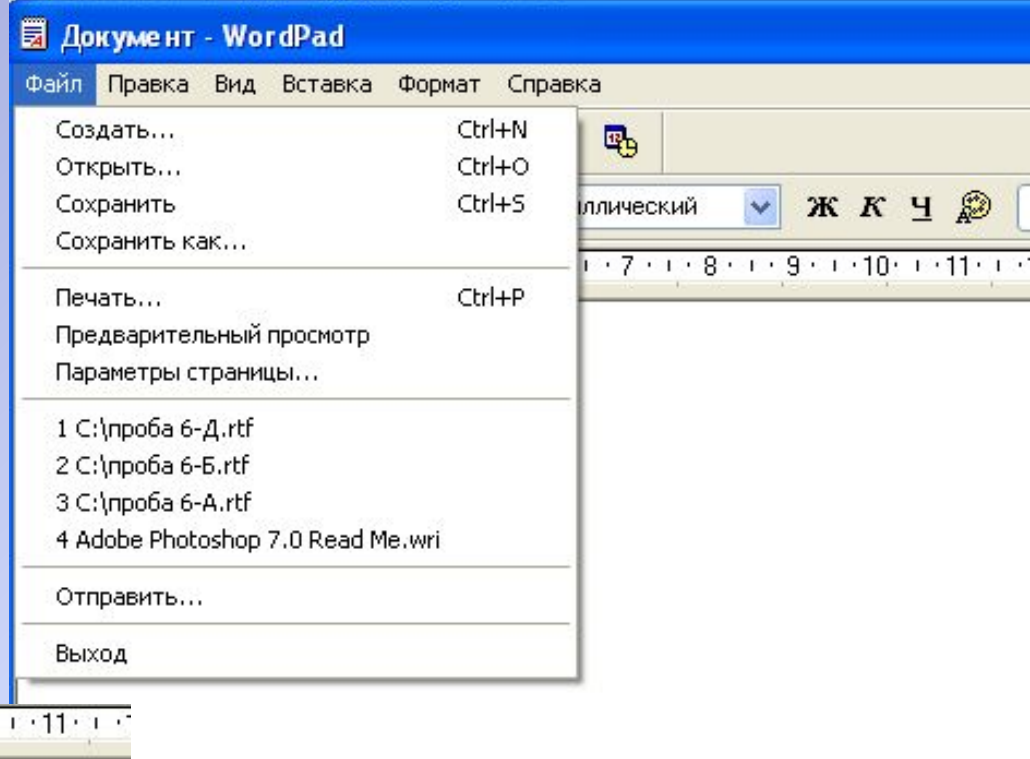 Документ - WordPad
Файл Правка Вид Вставка Формат Справка
Создать... Ctrl+N
Открыть... Ctrl+O
Сохранить Ctrl+S
Сохранить как...
Печать... Ctrl+P
Предварительный просмотр
Параметры страницы...
1 C:\проба 6-Д.rtf
2 C:\проба 6-Б.rtf
3 C:\проба 6-А.rtf
4 Adobe Photoshop 7.0 Read Me.wri
Отправить...
Выход
12
ллический Ж К Ч А
7 8 9 10 11
11